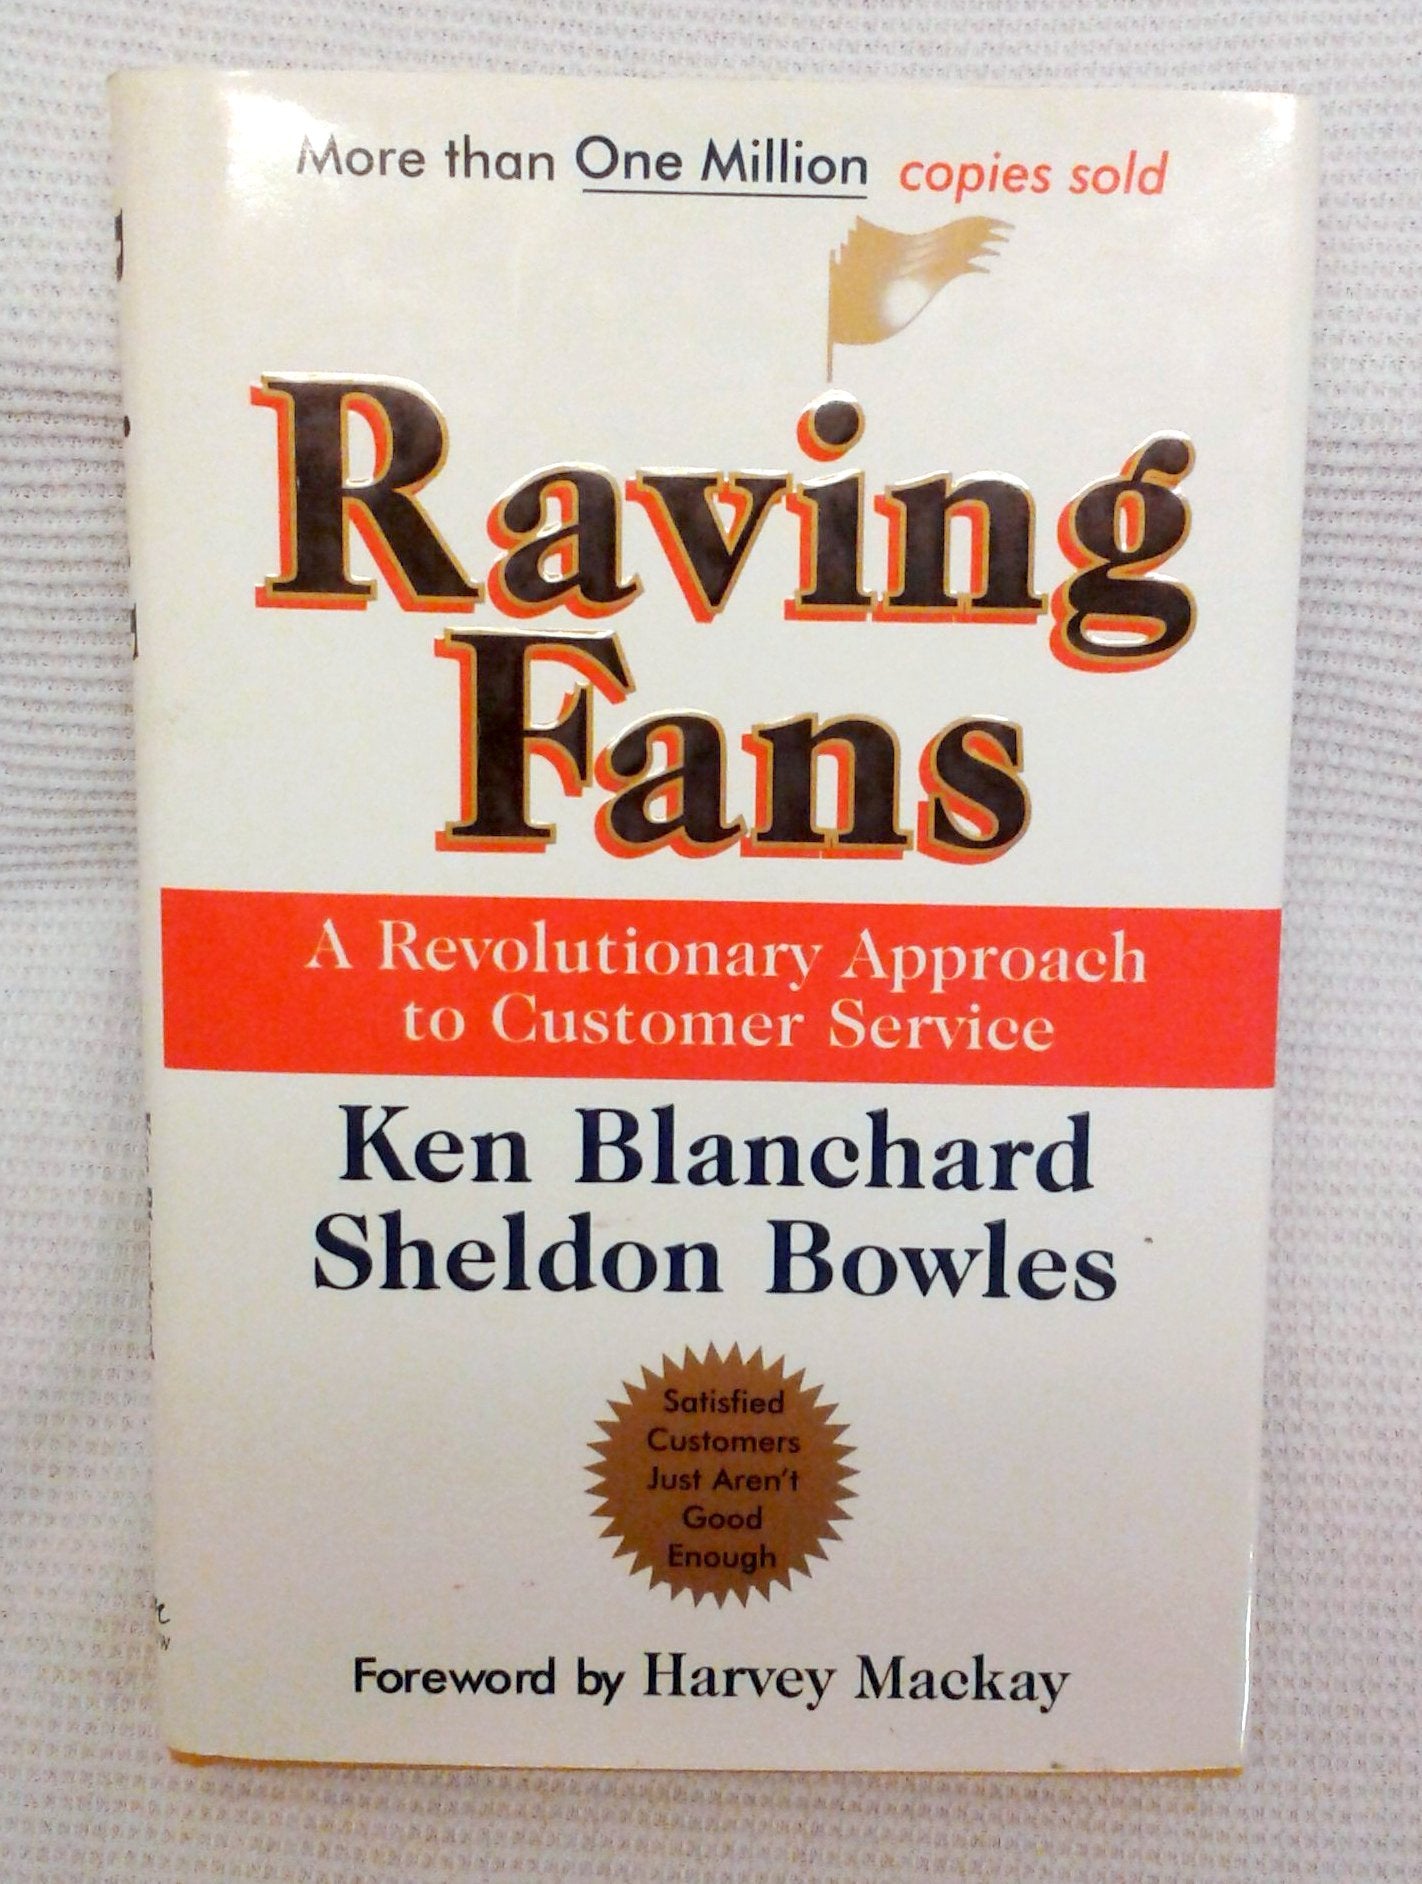 More than One Million copies sold
Raving
Fans
A Revolutionary Approach
to Customer Service
Ken Blanchard
Sheldon Bowles
Satisfied
Customers
Just Aren't
Good
Enough
Foreword by Harvey Mackay